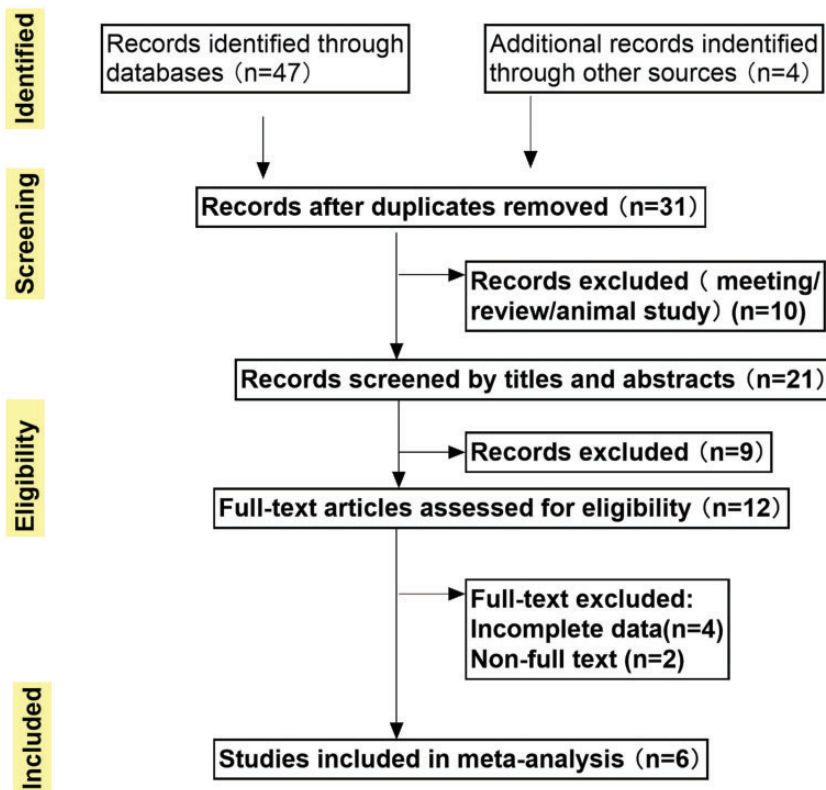 Identified
Records identified through
databases（n=47）
Additional records indentified
through other sources（n=4）
Screening
Records after duplicates removed（n=31）
Records excluded（ meeting/
review/animal study）(n=10)
Records screened by titles and abstracts（n=21）
Eligibility
Records excluded（n=9）
Full-text articles assessed for eligibility（n=12）
Full-text excluded:
Incomplete data(n=4)
Non-full text (n=2)
Included
Studies included in meta-analysis（n=6）